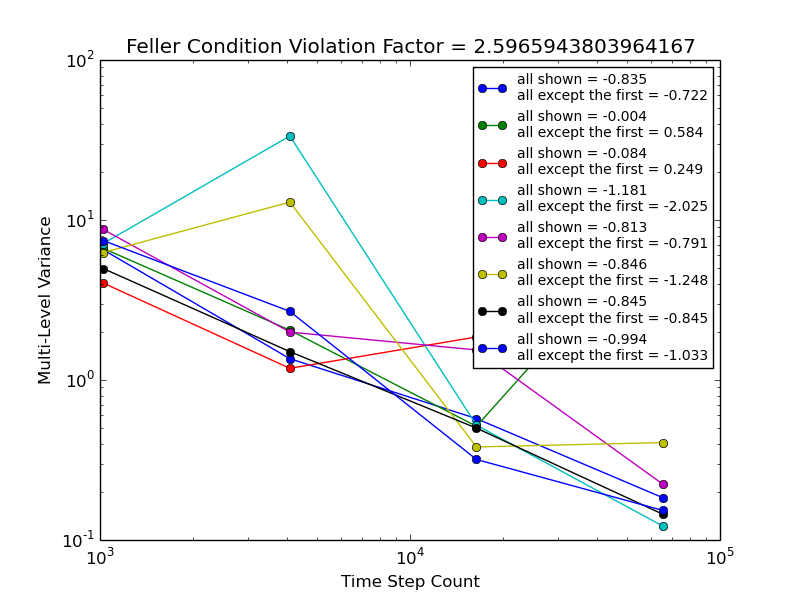 Feller Condition Violation Factor = 2.5965943803964167
10^2
10^1
10^0
10^-1
Multi-Level Variance
all shown = -0.835
all except the first = -0.722
all shown = -0.004
all except the first = 0.584
all shown = -0.084
all except the first = 0.249
all shown = -1.181
all except the first = -2.025
all shown = -0.813
all except the first = -0.791
all shown = -0.846
all except the first = -1.248
all shown = -0.845
all except the first = -0.845
all shown = -0.994
all except the first = -1.033
10^3
10^4
10^5
Time Step Count